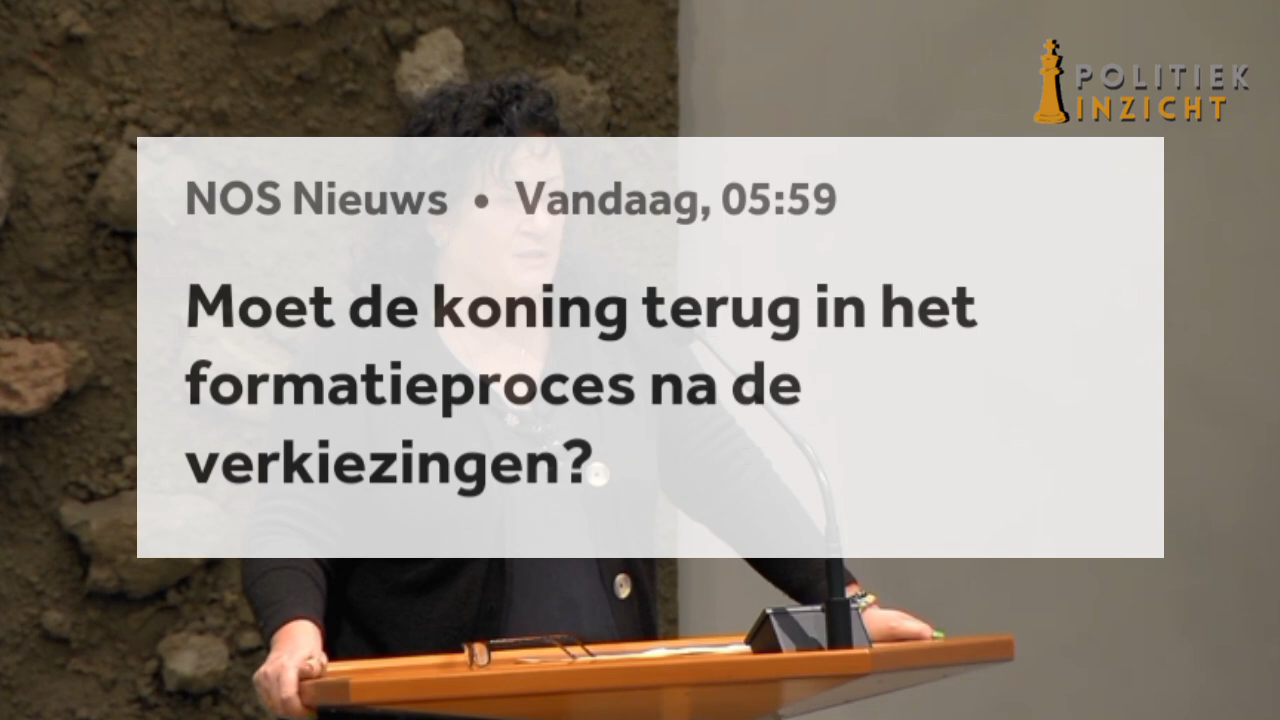 POLITIEK
INZICHT
NOS Nieuws • Vandaag, 05:59
Moet de koning terug in het
formatieproces na de
verkiezingen?